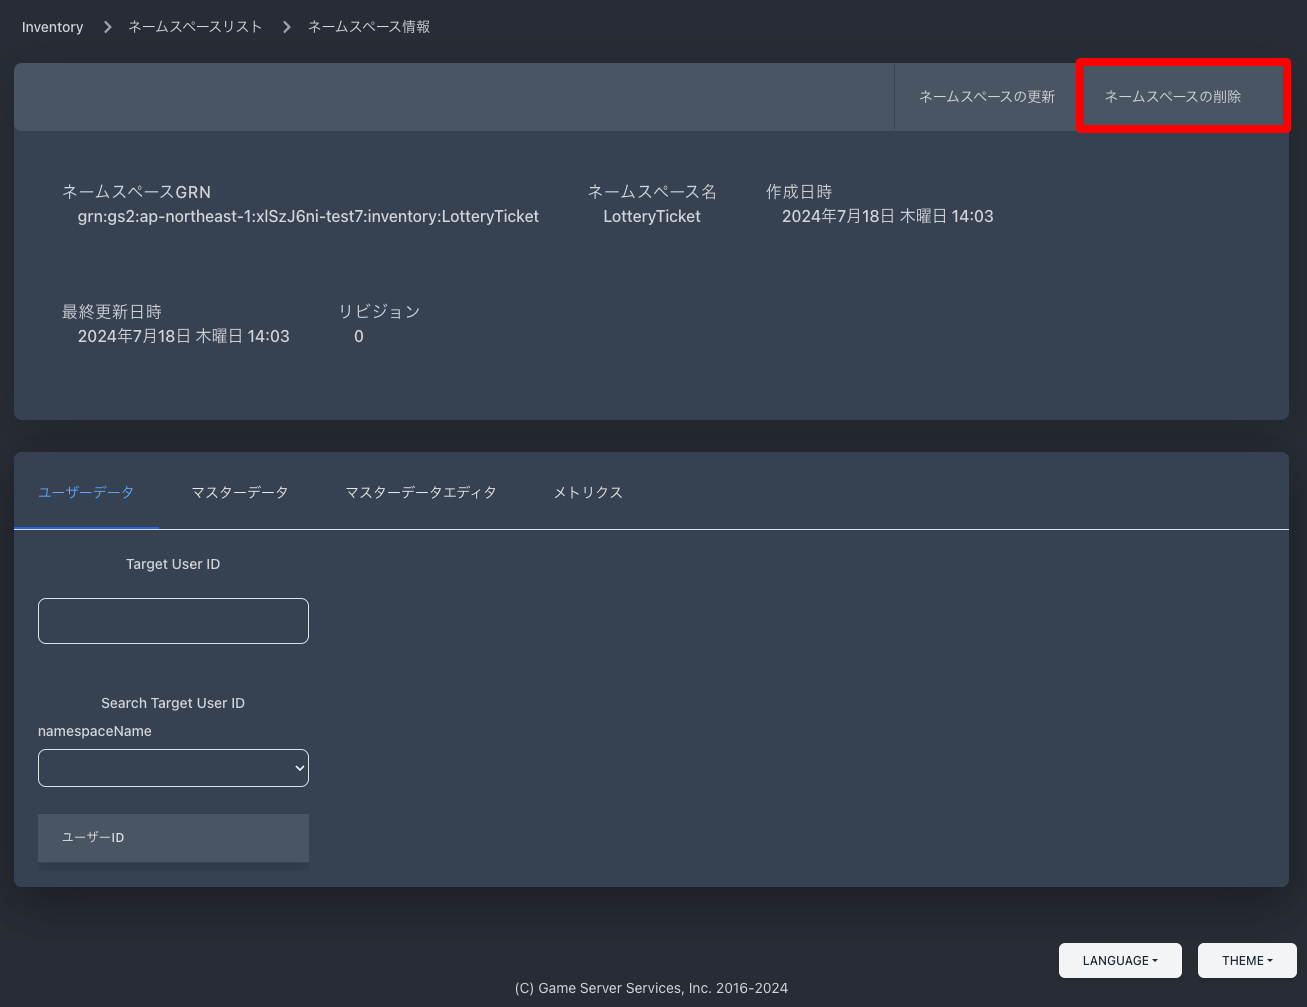 Inventory > ネームスペースリスト > ネームスペース情報
ネームスペースの更新 ネームスペースの削除
ネームスペースGRN ネームスペース名 作成日時
grn:gs2:ap-northeast-1:xlSzJ6ni-test7:inventory:LotteryTicket LotteryTicket 2024年7月18日 木曜日 14:03
最終更新日時 リビジョン
2024年7月18日 木曜日 14:03 0
ユーザーデータ マスターデータ マスターデータエディタ メトリクス
Target User ID
Search Target User ID
namespaceName
ユーザーID
LANGUAGE THEME
(C) Game Server Services, Inc. 2016-2024